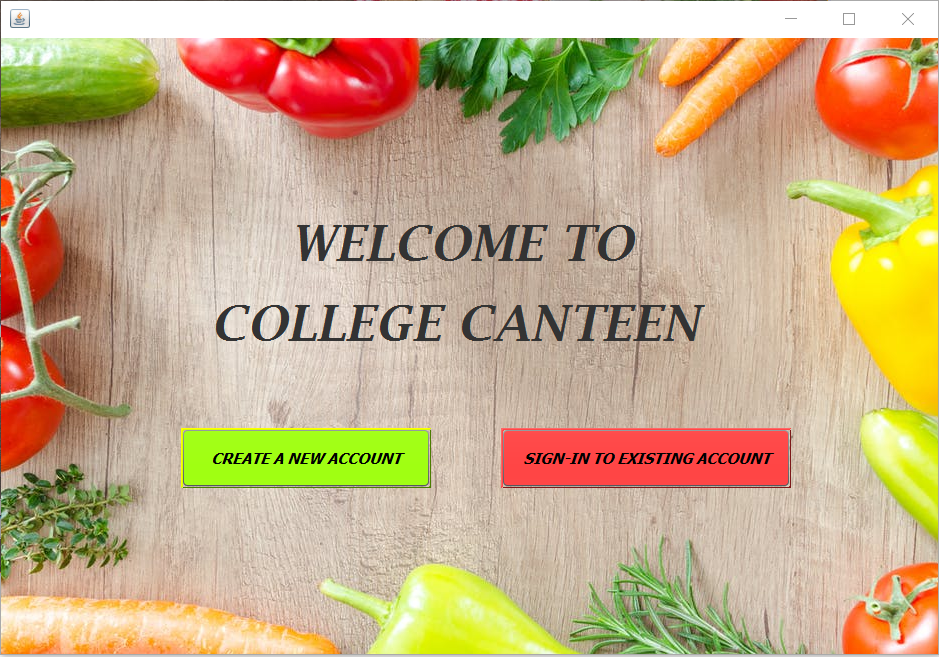 WELCOME TO
COLLEGE CANTEEN
CREATE A NEW ACCOUNT
SIGN-IN TO EXISTING ACCOUNT